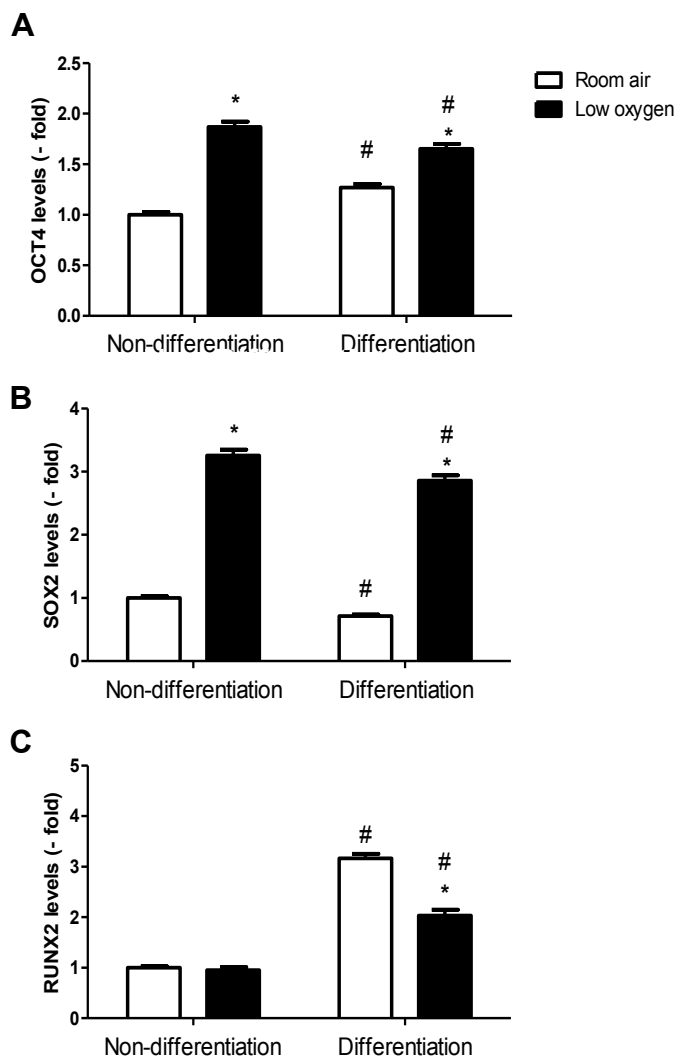 A
OCT4 levels (- fold)
2.5
2.0
1.5
1.0
0.5
0.0
*
#
#
*
Non-differentiation Differentiation
Room air
Low oxygen
B
SOX2 levels (- fold)
4
3
2
1
0
*
#
#
*
Non-differentiation Differentiation
C
RUNX2 levels (- fold)
5
4
3
2
1
0
#
#
*
Non-differentiation Differentiation